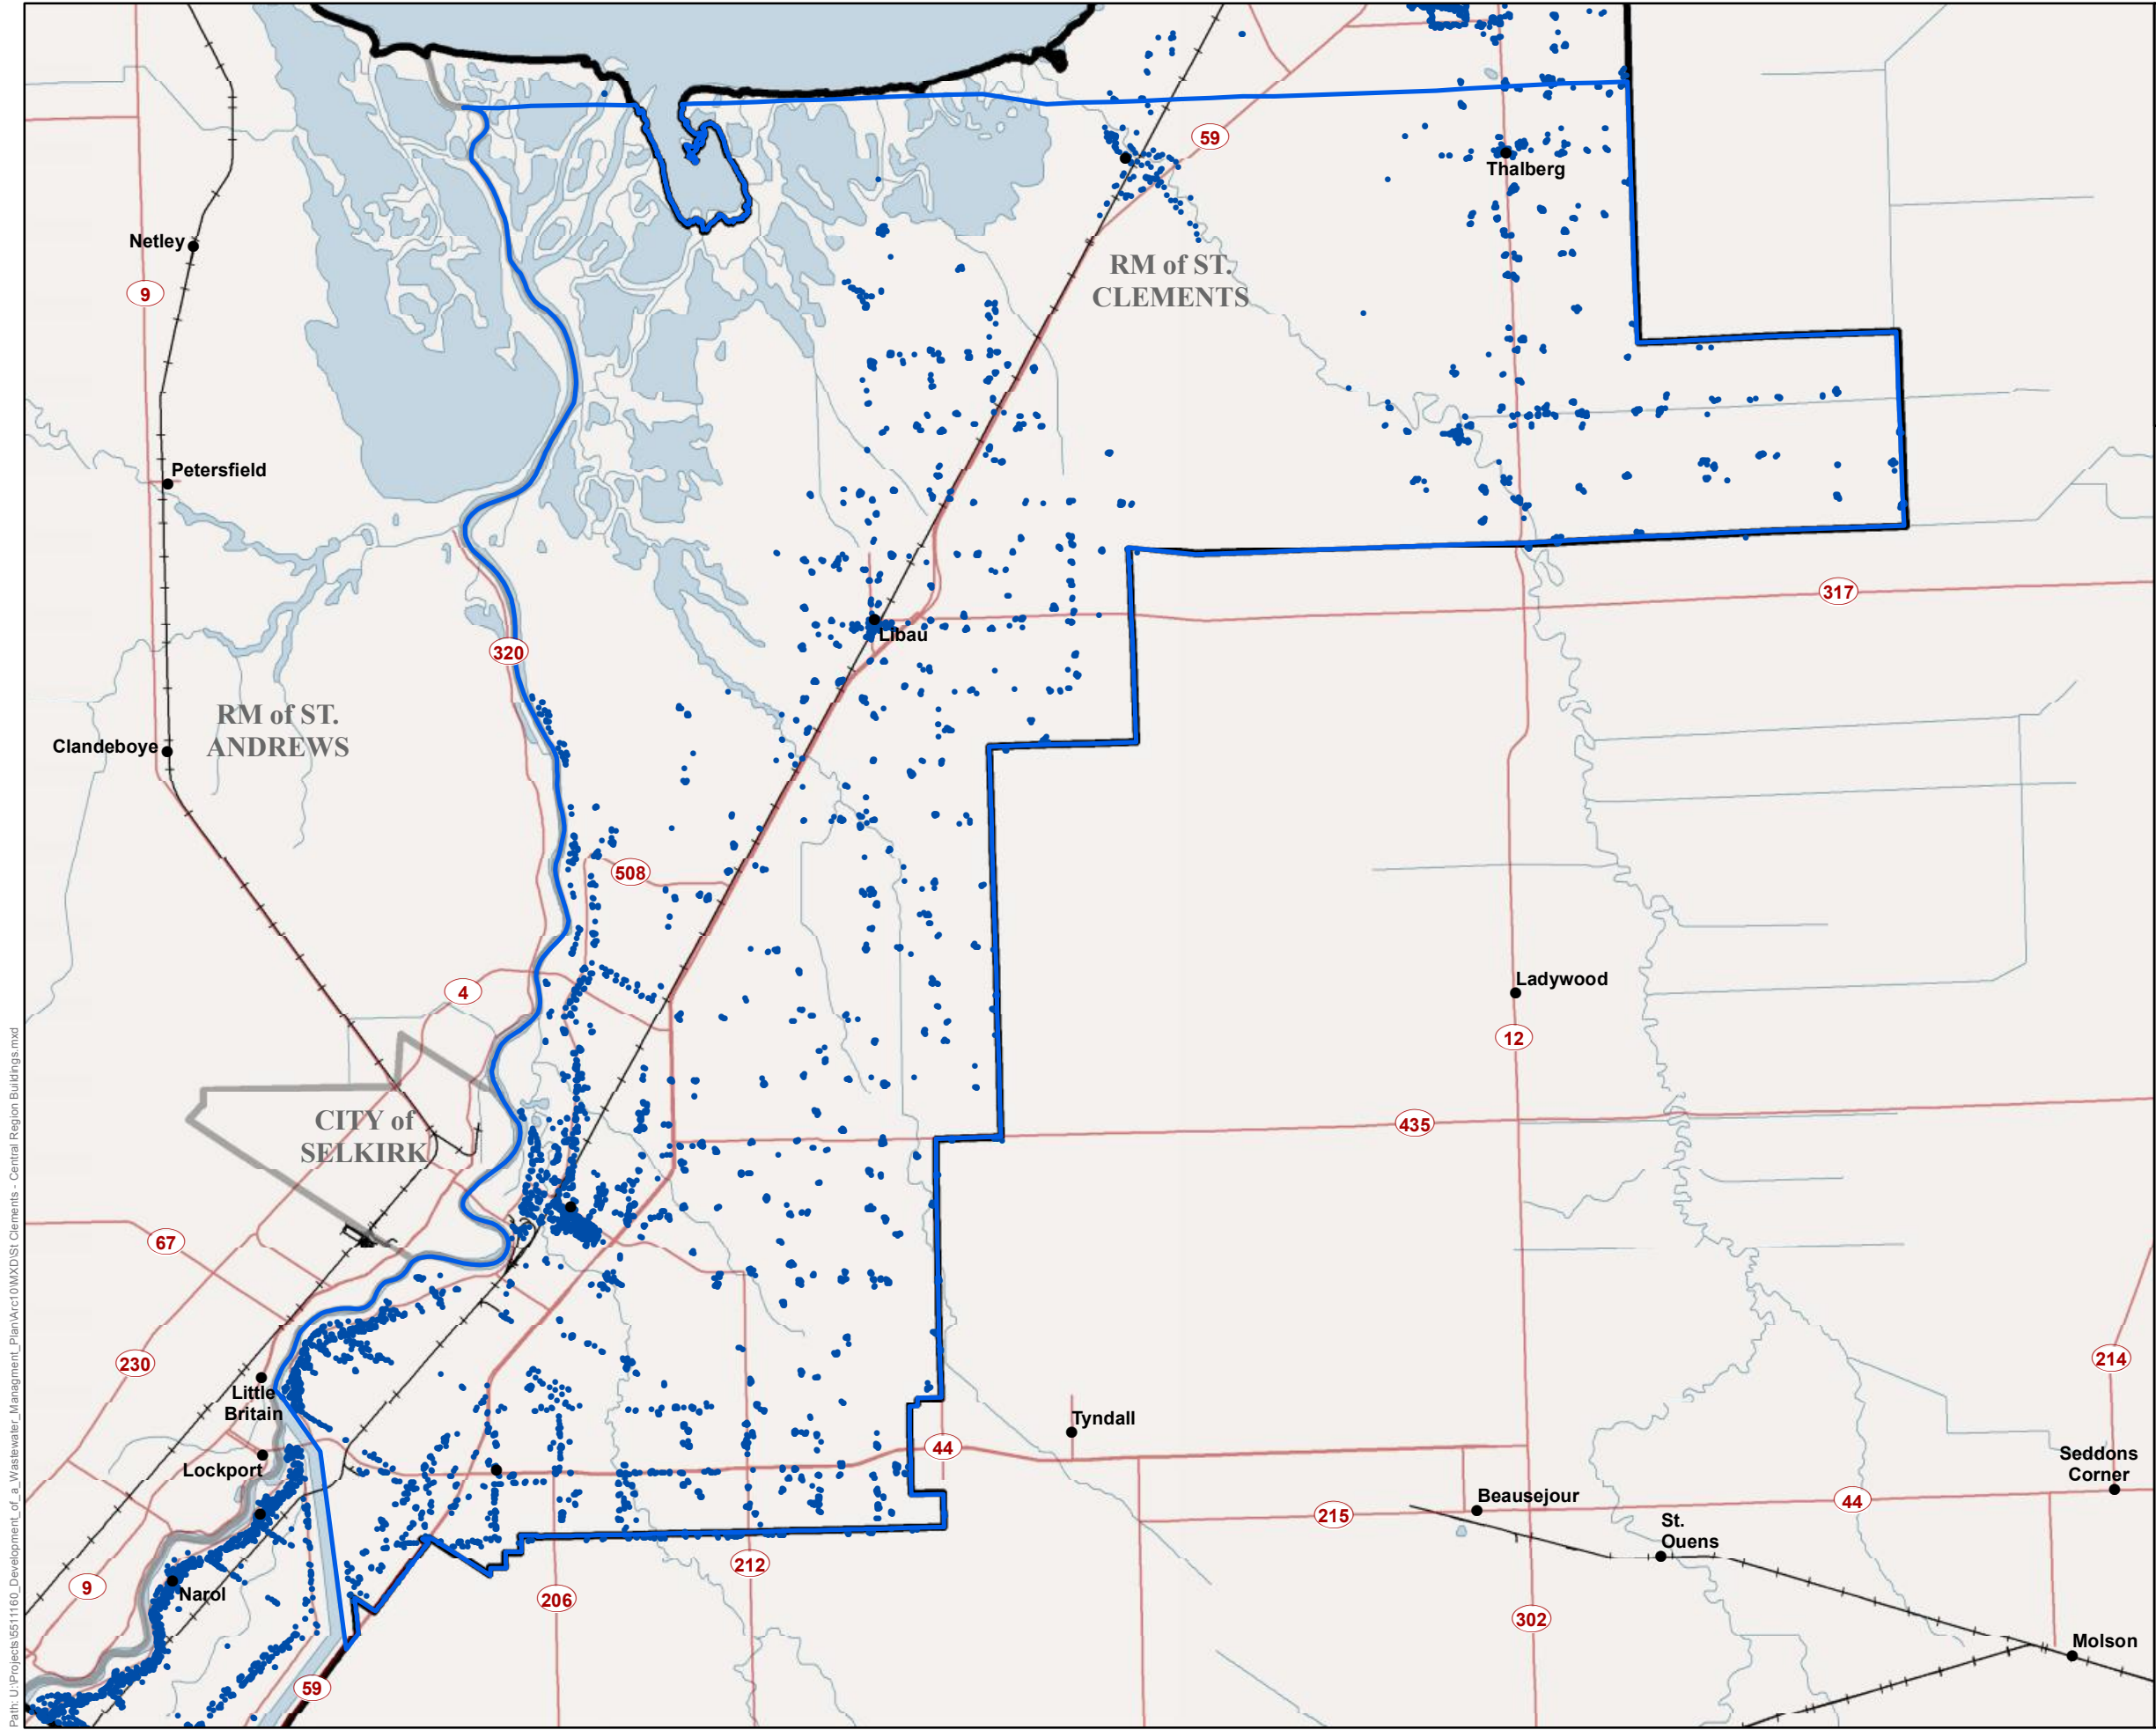 59
Thalberg
Netley
RM of ST.
CLEMENTS
9
Petersfield
317
Libau
320
RM of ST.
ANDREWS
Clandeboye
508
Ladywood
4
12
CITY of
SELKIRK
435
67
230
214
Little
Britain
Tyndall
44
Seddons
Corner
Lockport
Beausejour
44
215
St.
Ouens
212
9
Narol
206
302
Molson
59
Path: U:\Projects\5511160_Development_of_a_Wastewater_Managment_Plan\Arc10\MXD\St Clements - Central Region Buildings.mxd